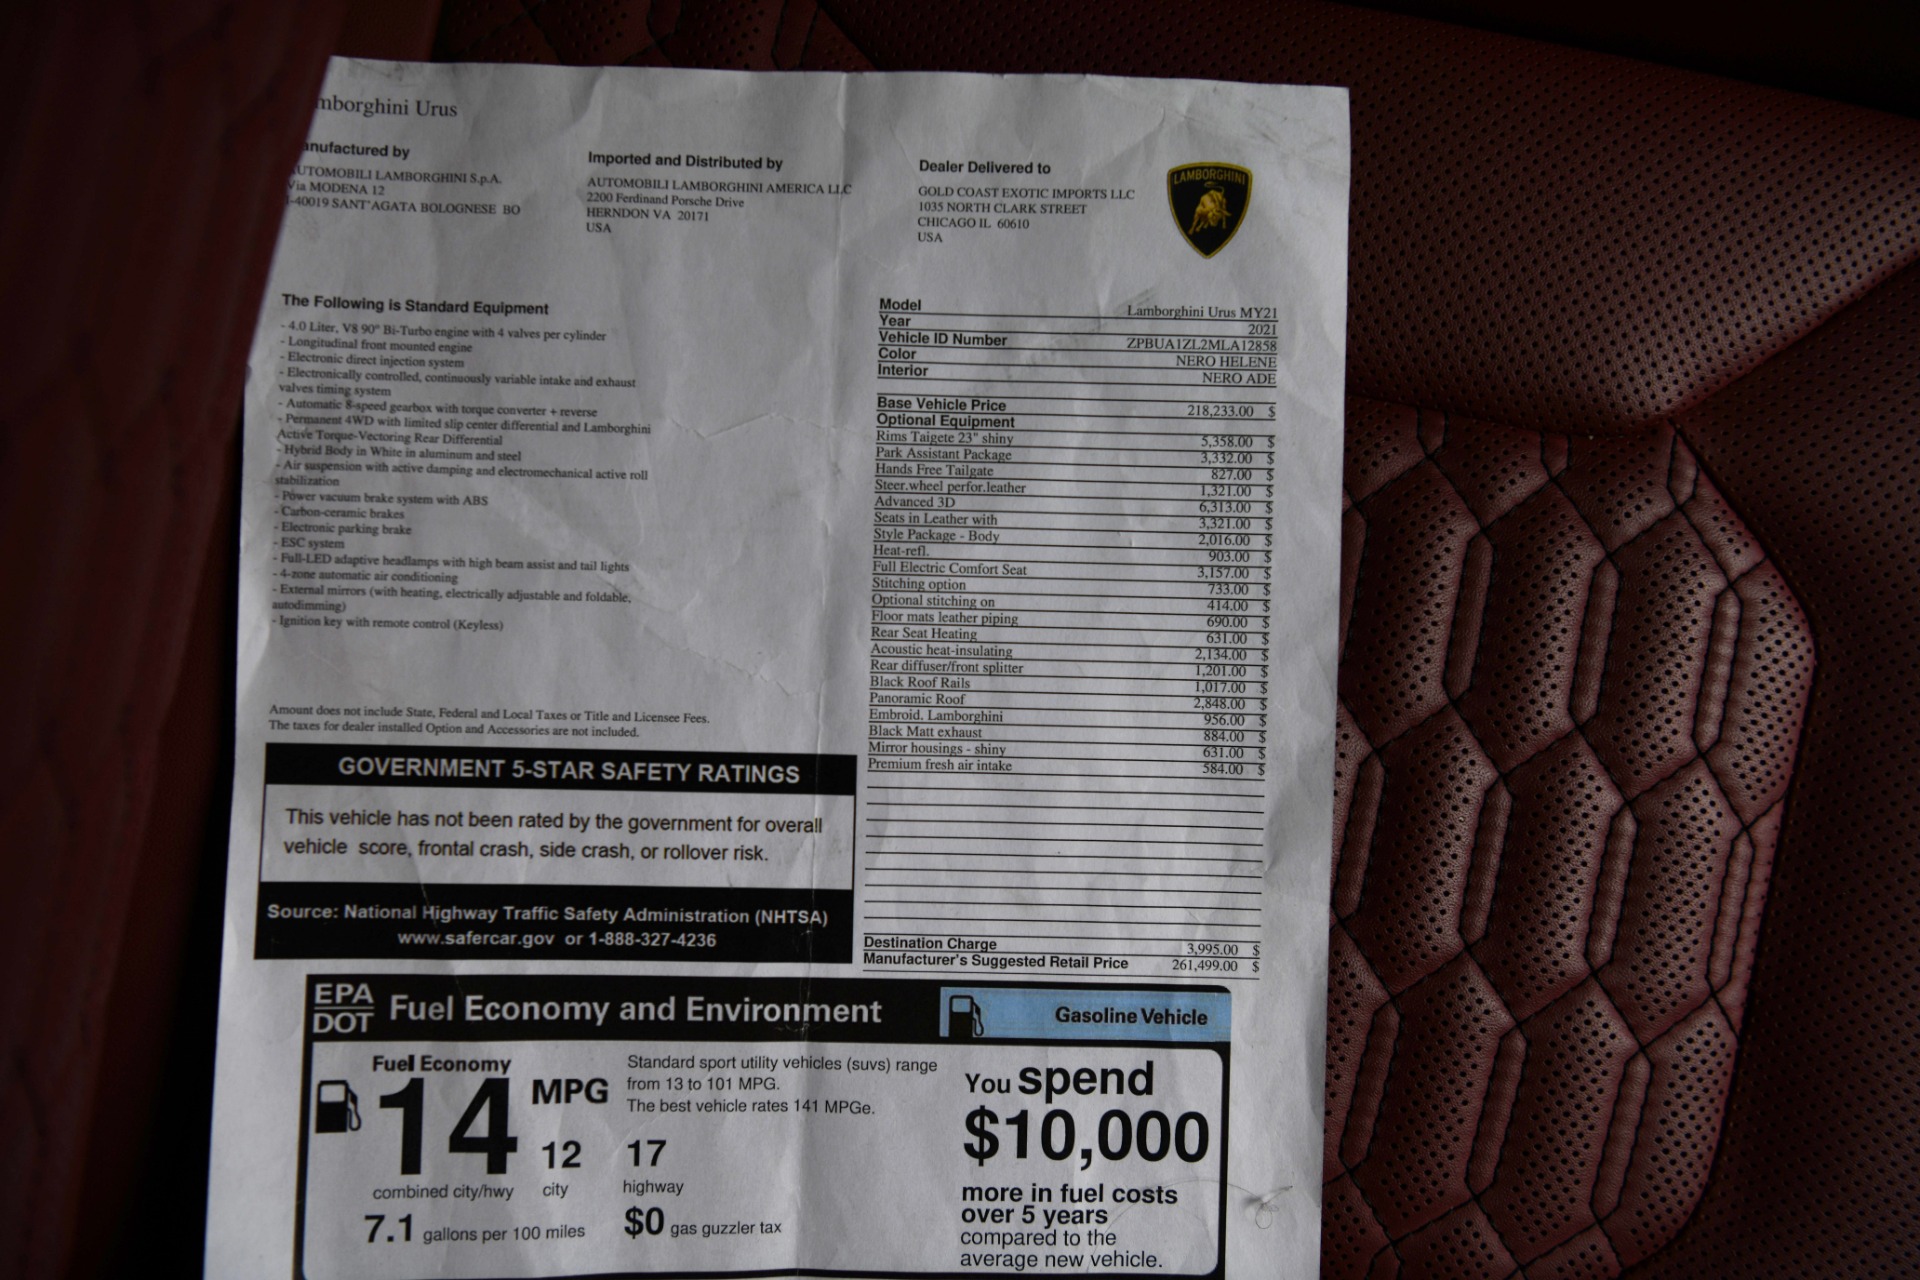 mborghini Urus
anufactured by
UTOMOBILI LAMBORGHINI S.p.A.
Via MODENA 12
I-40019 SANT'AGATA BOLOGNESE BO
Imported and Distributed by
AUTOMOBILI LAMBORGHINI AMERICA LLC
2200 Ferdinand Porsche Drive
HERNDON VA 20171
USA
Dealer Delivered to
GOLD COAST EXOTIC IMPORTS LLC
1035 NORTH CLARK STREET
CHICAGO IL 60610
USA
LAMBORGHINI
The Following is Standard Equipment
- 4.0 Liter, V8 90° Bi-Turbo engine with 4 valves per cylinder
- Longitudinal front mounted engine
- Electronic direct injection system
- Electronically controlled, continuously variable intake and exhaust
valves timing system
- Automatic 8-speed gearbox with torque converter + reverse
- Permanent 4WD with limited slip center differential and Lamborghini
Active Torque-Vectoring Rear Differential
- Hybrid Body in White in aluminum and steel
- Air suspension with active damping and electromechanical active roll
stabilization
- Power vacuum brake system with ABS
- Carbon-ceramic brakes
- Electronic parking brake
- ESC system
- Full-LED adaptive headlamps with high beam assist and tail lights
- 4-zone automatic air conditioning
- External mirrors (with heating, electrically adjustable and foldable,
autodimming)
- Ignition key with remote control (Keyless)
Amount does not include State, Federal and Local Taxes or Title and Licensee Fees.
The taxes for dealer installed Option and Accessories are not included.
Model Lamborghini Urus MY21
Year 2021
Vehicle ID Number ZPBUA1ZL2MLA12858
Color NERO HELENE
Interior NERO ADE
Base Vehicle Price 218,233.00 $
Optional Equipment
Rims Taigete 23" shiny 5,358.00 $
Park Assistant Package 3,332.00 $
Hands Free Tailgate 827.00 $
Steer.wheel perfor.leather 1,321.00 $
Advanced 3D 6,313.00 $
Seats in Leather with 3,321.00 $
Style Package - Body 2,016.00 $
Heat-refl. 903.00 $
Full Electric Comfort Seat 3,157.00 $
Stitching option 733.00 $
Optional stitching on 414.00 $
Floor mats leather piping 690.00 $
Rear Seat Heating 631.00 $
Acoustic heat-insulating 2,134.00 $
Rear diffuser/front splitter 1,201.00 $
Black Roof Rails 1,017.00 $
Panoramic Roof 2,848.00 $
Embroid. Lamborghini 956.00 $
Black Matt exhaust 884.00 $
Mirror housings - shiny 631.00 $
Premium fresh air intake 584.00 $
Destination Charge 3,995.00 $
Manufacturer's Suggested Retail Price 261,499.00 $
GOVERNMENT 5-STAR SAFETY RATINGS
This vehicle has not been rated by the government for overall
vehicle score, frontal crash, side crash, or rollover risk.
Source: National Highway Traffic Safety Administration (NHTSA)
www.safercar.gov or 1-888-327-4236
EPA
DOT
Fuel Economy and Environment
Gasoline Vehicle
Fuel Economy
14 MPG
combined city/hwy
12
city
17
highway
7.1 gallons per 100 miles
$0 gas guzzler tax
Standard sport utility vehicles (suvs) range
from 13 to 101 MPG.
The best vehicle rates 141 MPGe.
You spend
$10,000
more in fuel costs
over 5 years
compared to the
average new vehicle.